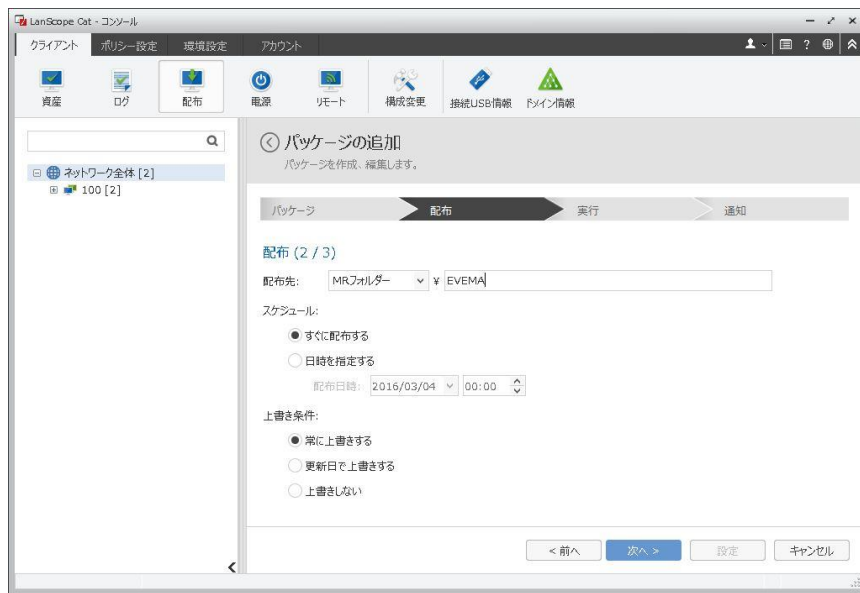 LanScope Cat - コンソール
クライアント ポリシー設定 環境設定 アカウント
資産 ログ 配布 電源 リモート 構成変更 接続USB情報 ドメイン情報
ネットワーク全体 [2]
100 [2]
パッケージの追加
パッケージを作成、編集します。
パッケージ 配布 実行 通知
配布 (2 / 3)
配布先: MRフォルダー ¥ EVEMA
スケジュール:
すぐに配布する
日時を指定する
配布日時: 2016/03/04 00:00
上書き条件:
常に上書きする
更新日で上書きする
上書きしない
< 前へ 次へ > 設定 キャンセル